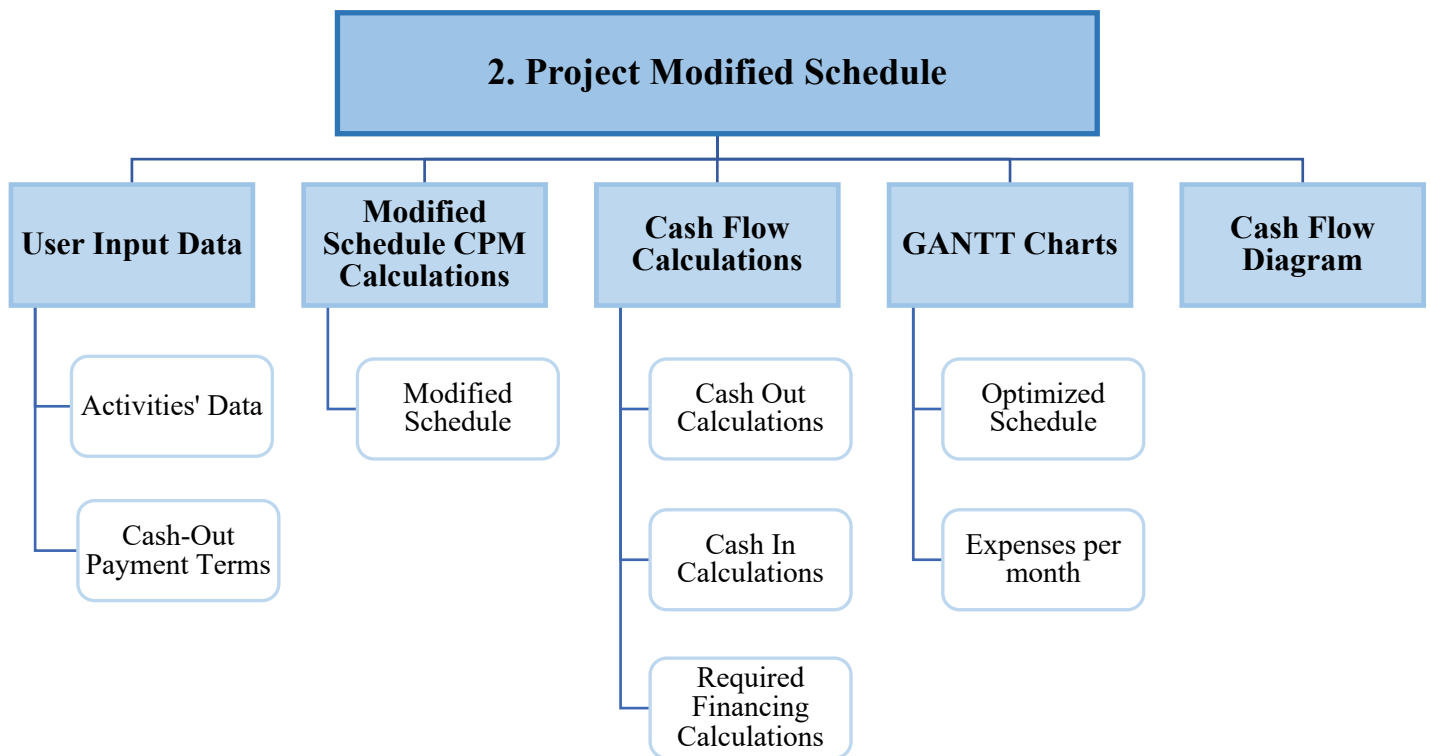 2. Project Modified Schedule
User Input Data
Modified
Schedule CPM
Calculations
Cash Flow
Calculations
GANTT Charts
Cash Flow
Diagram
Activities' Data
Cash-Out
Payment Terms
Modified
Schedule
Cash Out
Calculations
Cash In
Calculations
Required
Financing
Calculations
Optimized
Schedule
Expenses per
month